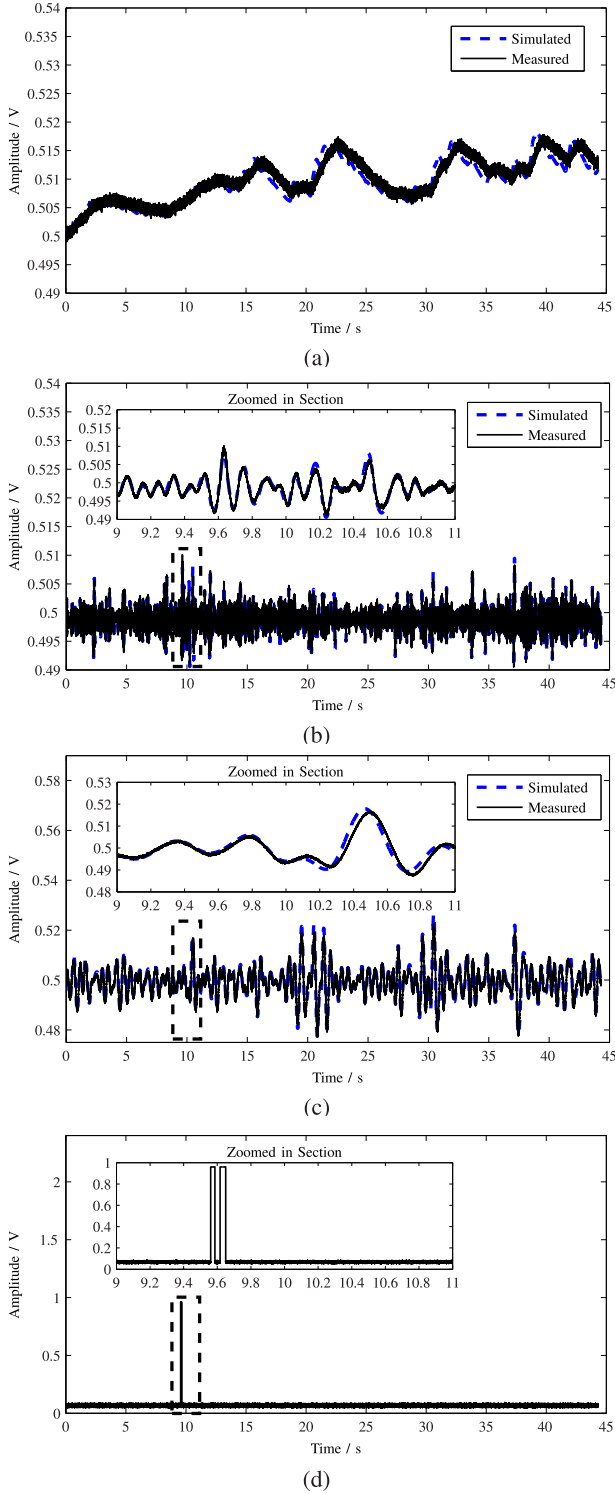 0.54
0.535
0.53
0.525
0.52
0.515
0.51
0.505
0.5
0.495
0.49
Amplitude / V
Simulated
Measured
0 5 10 15 20 25 30 35 40 45
Time / s
(a)
0.54
0.535
0.53
0.525
0.52
0.515
0.51
0.505
0.5
0.495
0.49
Amplitude / V
Zoomed in Section
0.52
0.515
0.51
0.505
0.5
0.495
0.49
9 9.2 9.4 9.6 9.8 10 10.2 10.4 10.6 10.8 11
Simulated
Measured
0 5 10 15 20 25 30 35 40 45
Time / s
(b)
0.58
0.56
0.54
0.52
0.5
0.48
Amplitude / V
Zoomed in Section
0.53
0.52
0.51
0.5
0.49
0.48
9 9.2 9.4 9.6 9.8 10 10.2 10.4 10.6 10.8 11
Simulated
Measured
0 5 10 15 20 25 30 35 40 45
Time / s
(c)
2
1.5
1
0.5
0
Amplitude / V
Zoomed in Section
1
0.8
0.6
0.4
0.2
0
9 9.2 9.4 9.6 9.8 10 10.2 10.4 10.6 10.8 11
0 5 10 15 20 25 30 35 40 45
Time / s
(d)